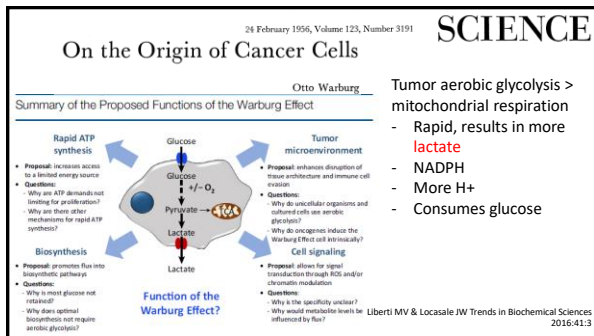 24 February 1956, Volume 123, Number 3191
SCIENCE
On the Origin of Cancer Cells
Otto Warburg
Summary of the Proposed Functions of the Warburg Effect
Rapid ATP
synthesis
• Proposal: increases access
to a limited energy source
• Questions:
- Why are ATP demands not
limiting for proliferation?
- Why are there other
mechanisms for rapid ATP
synthesis?
Biosynthesis
• Proposal: promotes flux into
biosynthetic pathways
• Questions:
- Why is most glucose not
retained?
- Why does optimal
biosynthesis not require
aerobic glycolysis?
Glucose
Glucose
+/− O₂
Pyruvate
TCA
Lactate
Lactate
Function of the
Warburg Effect?
Tumor
microenvironment
• Proposal: enhances disruption of
tissue architecture and immune cell
evasion
• Questions:
- Why do unicellular organisms and
cultured cells use aerobic
glycolysis?
- Why do oncogenes induce the
Warburg Effect cell intrinsically?
Cell signaling
• Proposal: allows for signal
transduction through ROS and/or
chromatin modulation
• Questions:
- Why is the specificity unclear?
- Why would metabolite levels be
influenced by flux?
Tumor aerobic glycolysis >
mitochondrial respiration
- Rapid, results in more
lactate
- NADPH
- More H+
- Consumes glucose
Liberti MV & Locasale JW Trends in Biochemical Sciences
2016:41:3